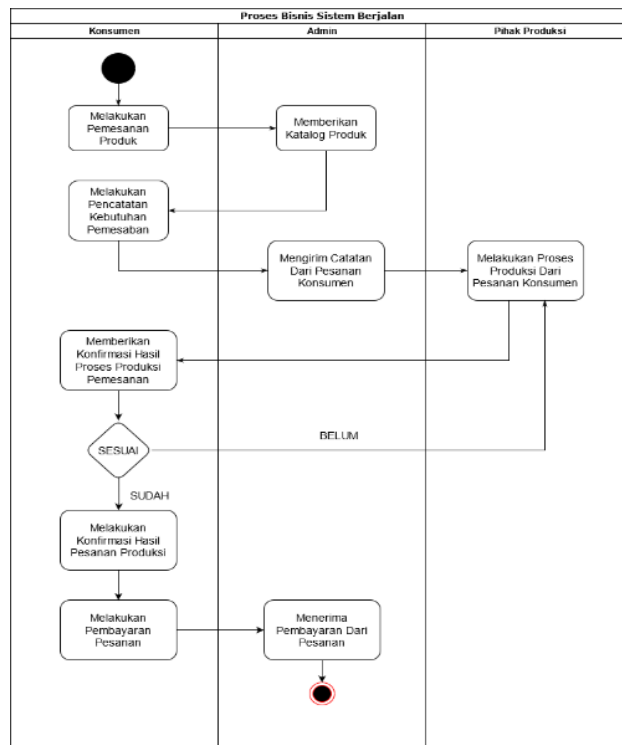 Proses Bisnis Sistem Berjalan
Konsumen
Admin
Pihak Produksi
Melakukan
Pemesanan
Produk
Memberikan
Katalog Produk
Melakukan
Pencatatan
Kebutuhan
Pemesaban
Mengirim Catatan
Dari Pesanan
Konsumen
Melakukan Proses
Produksi Dari
Pesanan Konsumen
Memberikan
Konfirmasi Hasil
Proses Produksi
Pemesanan
SESUAI
BELUM
SUDAH
Melakukan
Konfirmasi Hasil
Pesanan Produksi
Melakukan
Pembayaran
Pesanan
Menerima
Pembayaran Dari
Pesanan